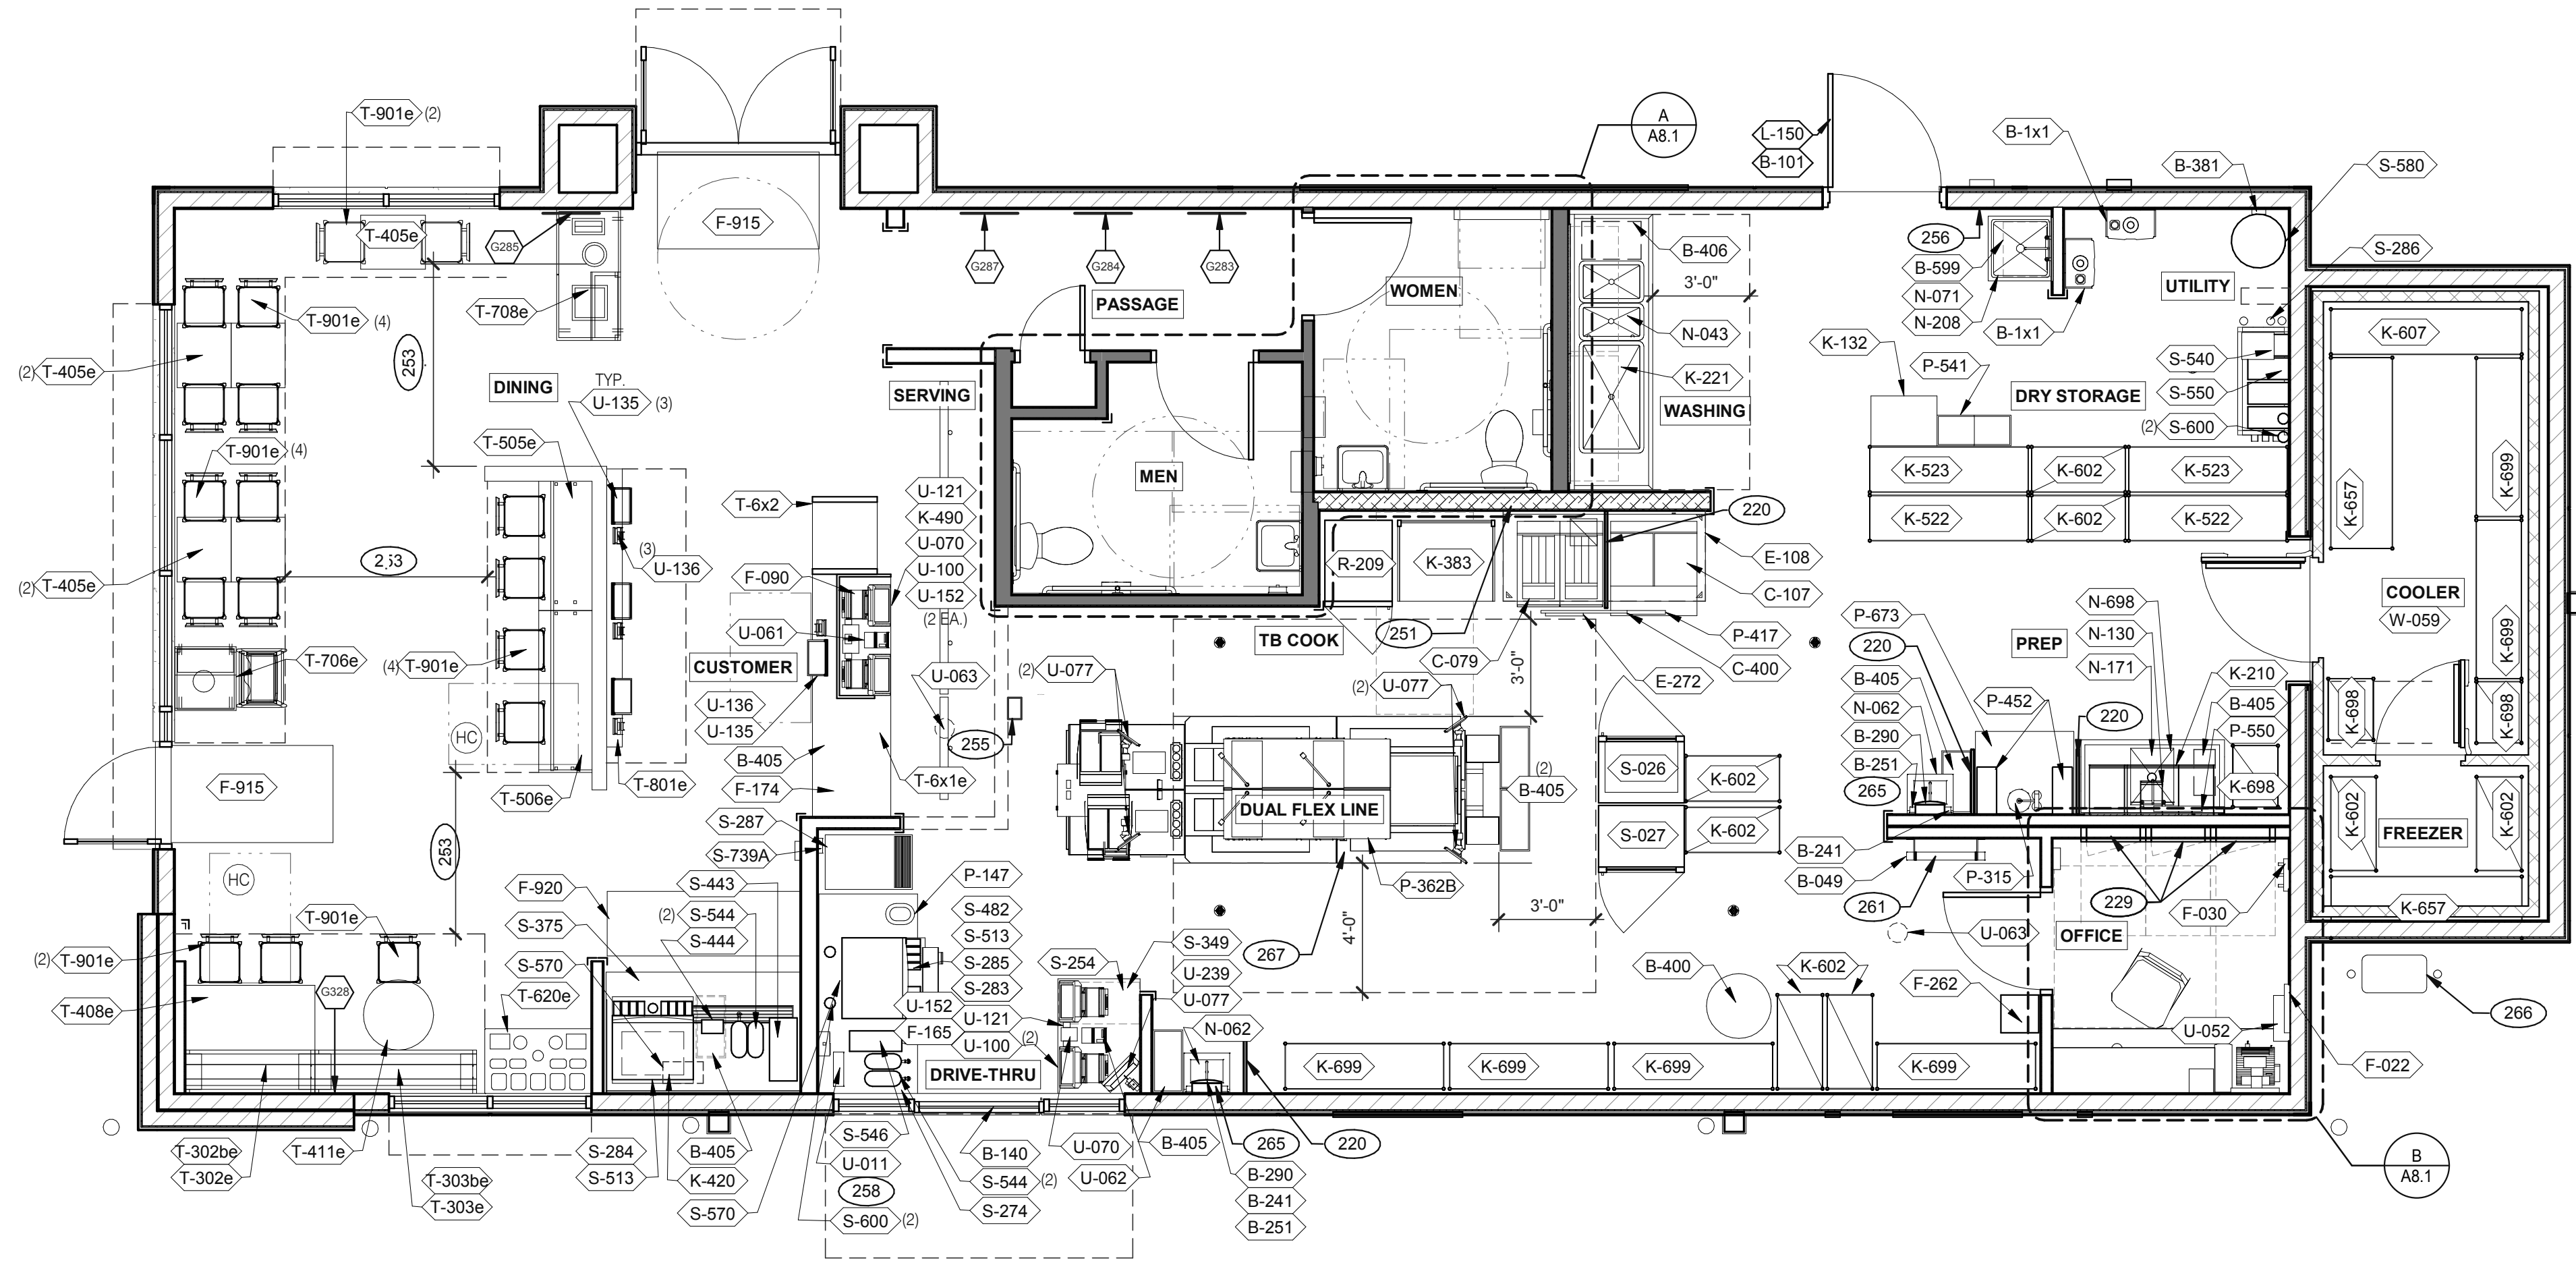 T-901e (2)
A
A8.1
L-150
B-101
B-1x1
B-381
S-580
T-405e
G285
F-915
G287
G284
G283
PASSAGE
WOMEN
B-406
3'-0"
256
B-599
N-071
N-208
B-1x1
UTILITY
S-286
T-901e (4)
T-708e
N-043
K-132
P-541
S-540
K-607
(2) T-405e
253
DINING
TYP.
U-135 (3)
SERVING
K-221
WASHING
DRY STORAGE
S-550
(2) S-600
T-505e
T-901e (4)
MEN
K-523
K-602
K-523
K-657
K-699
T-6x2
U-121
K-490
U-070
U-100
U-152
(2 EA.)
220
K-522
K-602
K-522
(3)
U-136
253
(2) T-405e
F-090
R-209
K-383
E-108
C-107
COOLER
W-059
U-061
TB COOK
251
P-417
P-673
N-698
N-130
N-171
PREP
K-699
T-706e
(4) T-901e
CUSTOMER
U-063
(2) U-077
C-079
3'-0"
C-400
E-272
220
B-405
N-062
B-290
B-251
265
P-452
220
K-210
B-405
P-550
K-698
K-698
K-698
(2) U-077
U-136
U-135
HC
255
B-405
F-174
T-6x1e
F-915
T-506e
T-801e
S-026
K-602
(2)
B-405
DUAL FLEX LINE
S-287
S-739A
S-027
K-602
K-602
FREEZER
K-602
253
B-241
B-049
P-315
261
229
F-030
K-657
HC
F-920
S-375
S-443
(2) S-544
S-444
P-147
P-362B
3'-0"
4'-0"
T-901e
S-482
S-513
S-285
S-283
S-349
U-239
U-077
267
U-063
OFFICE
(2) T-901e
S-570
S-254
B-400
K-602
F-262
T-408e
G328
T-620e
U-152
U-121
F-165
U-100 (2)
N-062
U-052
266
DRIVE-THRU
K-699
K-699
K-699
K-699
F-022
T-302be
T-302e
T-411e
T-303be
T-303e
S-284
S-513
B-405
K-420
S-570
S-546
U-011
258
S-600 (2)
B-140
S-544 (2)
S-274
U-070
U-062
B-405
265
220
B-290
B-241
B-251
B
A8.1